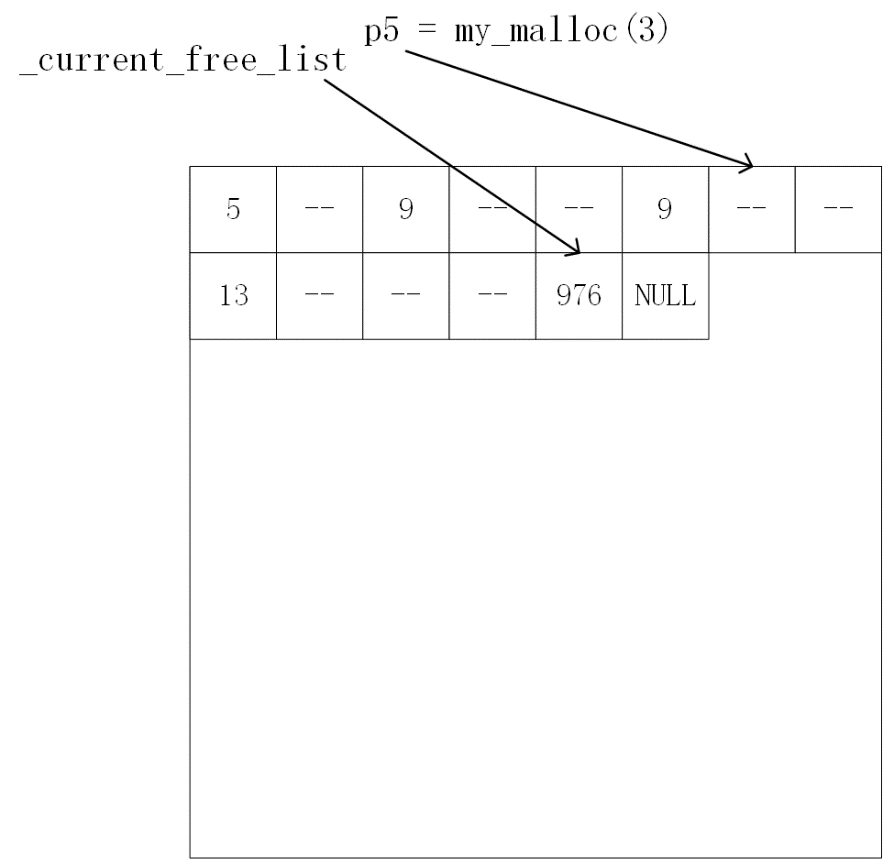 p5 = my_malloc(3)
_current_free_list
5 -- 9 -- -- 9 -- --
13 -- -- -- 976 NULL